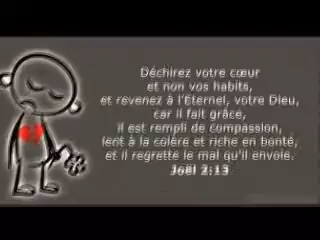 Déchirez votre cœur
et non vos habits,
et revenez à l'Eternel, votre Dieu,
car il fait grâce,
il est rempli de compassion,
lent à la colère et riche en bonté,
et il regrette le mal qu'il envoie.
Joël 2:13